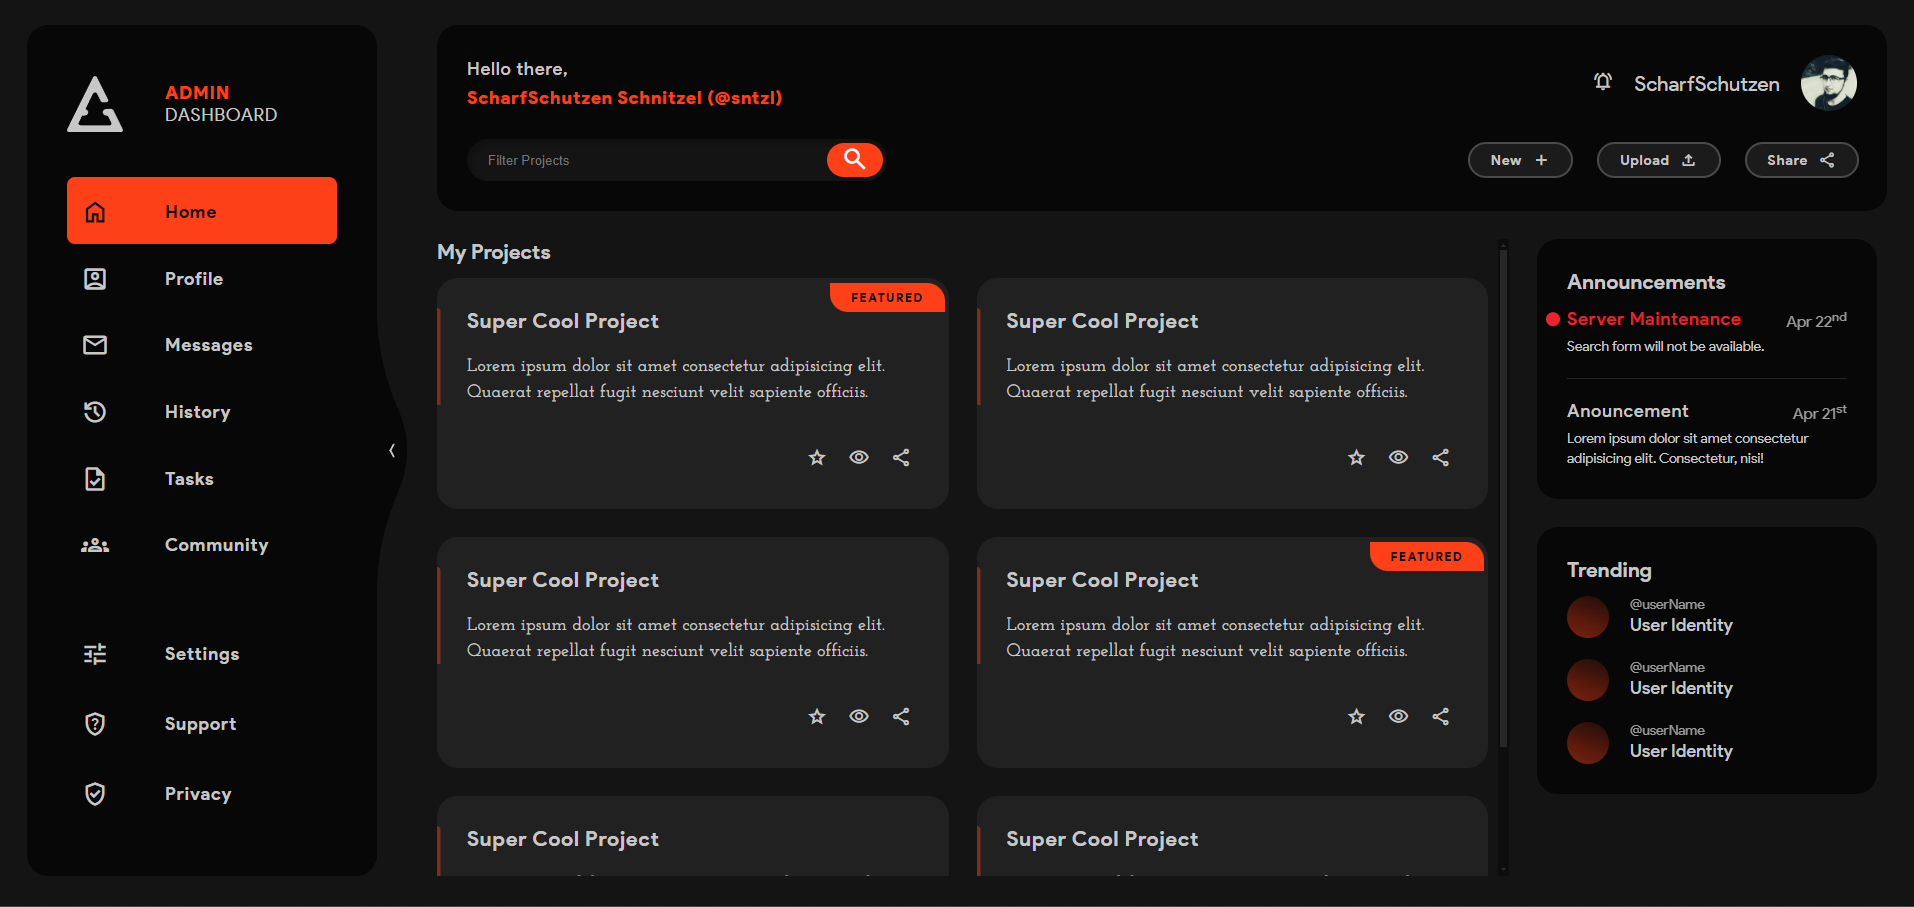 ADMIN
DASHBOARD
Home
Profile
Messages
History
Tasks
Community
Settings
Support
Privacy
Hello there,
ScharfSchutzen Schnitzel (@sntzl)
Filter Projects
ScharfSchutzen
New
Upload
Share
My Projects
FEATURED
Super Cool Project
Lorem ipsum dolor sit amet consectetur adipisicing elit.
Quaerat repellat fugit nesciunt velit sapiente officiis.
Super Cool Project
Lorem ipsum dolor sit amet consectetur adipisicing elit.
Quaerat repellat fugit nesciunt velit sapiente officiis.
Super Cool Project
Lorem ipsum dolor sit amet consectetur adipisicing elit.
Quaerat repellat fugit nesciunt velit sapiente officiis.
FEATURED
Super Cool Project
Lorem ipsum dolor sit amet consectetur adipisicing elit.
Quaerat repellat fugit nesciunt velit sapiente officiis.
Super Cool Project
Super Cool Project
Announcements
Server Maintenance Apr 22nd
Search form will not be available.
Anouncement Apr 21st
Lorem ipsum dolor sit amet consectetur
adipisicing elit. Consectetur, nisi!
Trending
@userName
User Identity
@userName
User Identity
@userName
User Identity